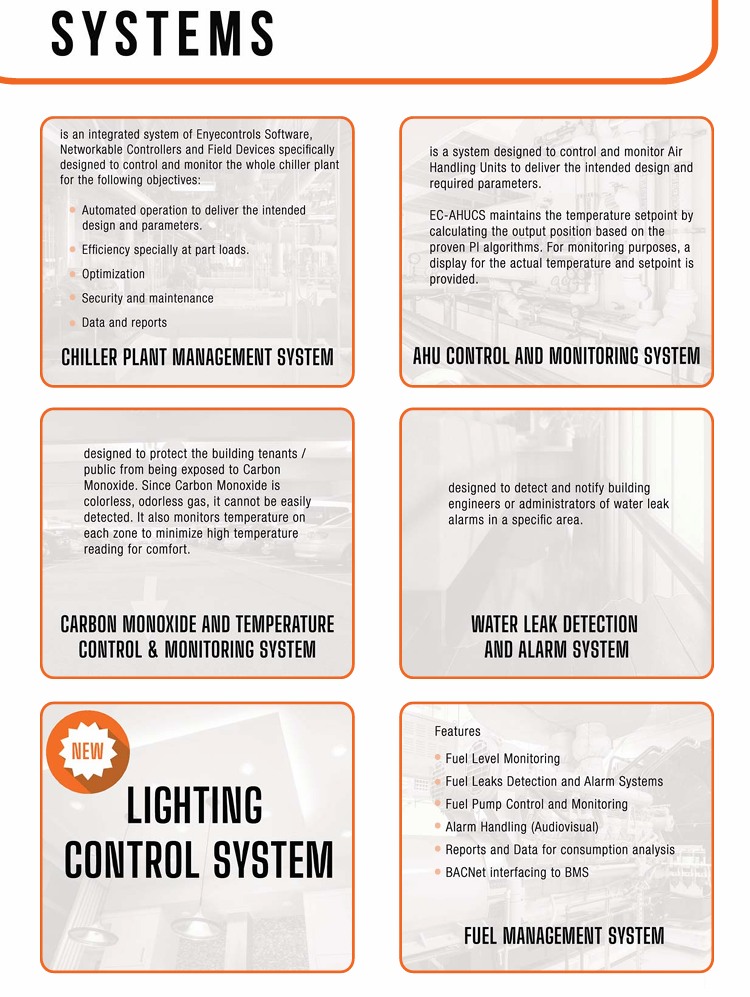 SYSTEMS
is an integrated system of Enyecontrols Software,
Networkable Controllers and Field Devices specifically
designed to control and monitor the whole chiller plant
for the following objectives:
Automated operation to deliver the intended
design and parameters.
Efficiency specially at part loads.
Optimization
Security and maintenance
Data and reports
CHILLER PLANT MANAGEMENT SYSTEM
is a system designed to control and monitor Air
Handling Units to deliver the intended design and
required parameters.
EC-AHUCS maintains the temperature setpoint by
calculating the output position based on the
proven PI algorithms. For monitoring purposes, a
display for the actual temperature and setpoint is
provided.
AHU CONTROL AND MONITORING SYSTEM
designed to protect the building tenants /
public from being exposed to Carbon
Monoxide. Since Carbon Monoxide is
colorless, odorless gas, it cannot be easily
detected. It also monitors temperature on
each zone to minimize high temperature
reading for comfort.
CARBON MONOXIDE AND TEMPERATURE
CONTROL & MONITORING SYSTEM
designed to detect and notify building
engineers or administrators of water leak
alarms in a specific area.
WATER LEAK DETECTION
AND ALARM SYSTEM
NEW
LIGHTING
CONTROL SYSTEM
Features
Fuel Level Monitoring
Fuel Leaks Detection and Alarm Systems
Fuel Pump Control and Monitoring
Alarm Handling (Audiovisual)
Reports and Data for consumption analysis
BACNet interfacing to BMS
FUEL MANAGEMENT SYSTEM